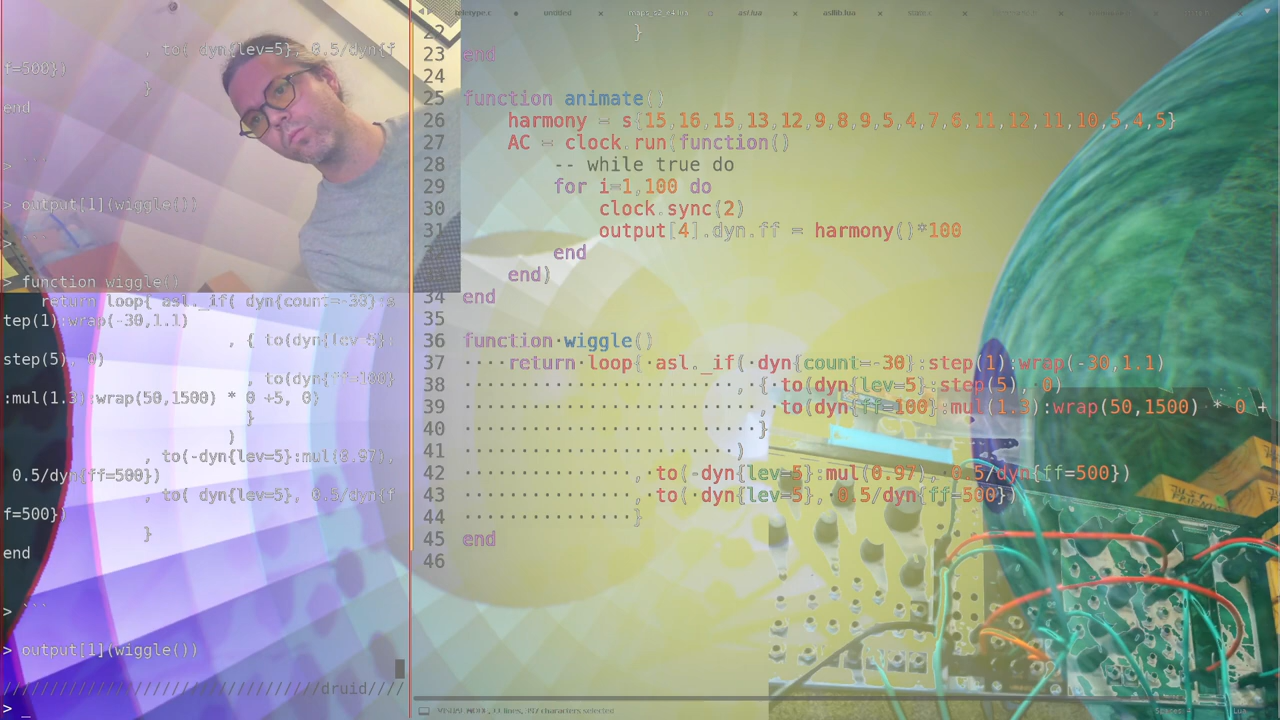 , to( dyn{lev=5}, 0.5/dyn{f
f=500})
}
end
> ```
> output[1](wiggle())
> ```
> function wiggle()
return loop{ asl._if( dyn{count=-30}:s
tep(1):wrap(-30,1.1)
, { to(dyn{lev=5}:
step(5), 0)
, to(dyn{ff=100}
:mul(1.3):wrap(50,1500) * 0 +5, 0)
}
)
, to(-dyn{lev=5}:mul(0.97),
0.5/dyn{ff=500})
, to( dyn{lev=5}, 0.5/dyn{f
f=500})
}
end
> ```
> output[1](wiggle())
////////////////////////////////druid////
> _
teletype.c
untitled
asl.lua
asllib.lua
22 }
23 end
24
25 function animate()
26 harmony = s{15,16,15,13,12,9,8,9,5,4,7,6,11,12,11,10,5,4,5}
27 AC = clock.run(function()
28 -- while true do
29 for i=1,100 do
30 clock.sync(2)
31 output[4].dyn.ff = harmony()*100
end
end)
34 end
35
36 function·wiggle()
37 ····return·loop{·asl._if(·dyn{count=-30}:step(1):wrap(-30,1.1)
38 ························,·{·to(dyn{lev=5}:step(5),·0)
39 ··························,·to(dyn{ff=100}:mul(1.3):wrap(50,1500)·*·0·+
40 ··························}
41 ························)
42 ···············,·to(-dyn{lev=5}:mul(0.97),·0.5/dyn{ff=500})
43 ···············,·to(·dyn{lev=5},·0.5/dyn{ff=500})
44 ···············}
45 end
46
characters selected